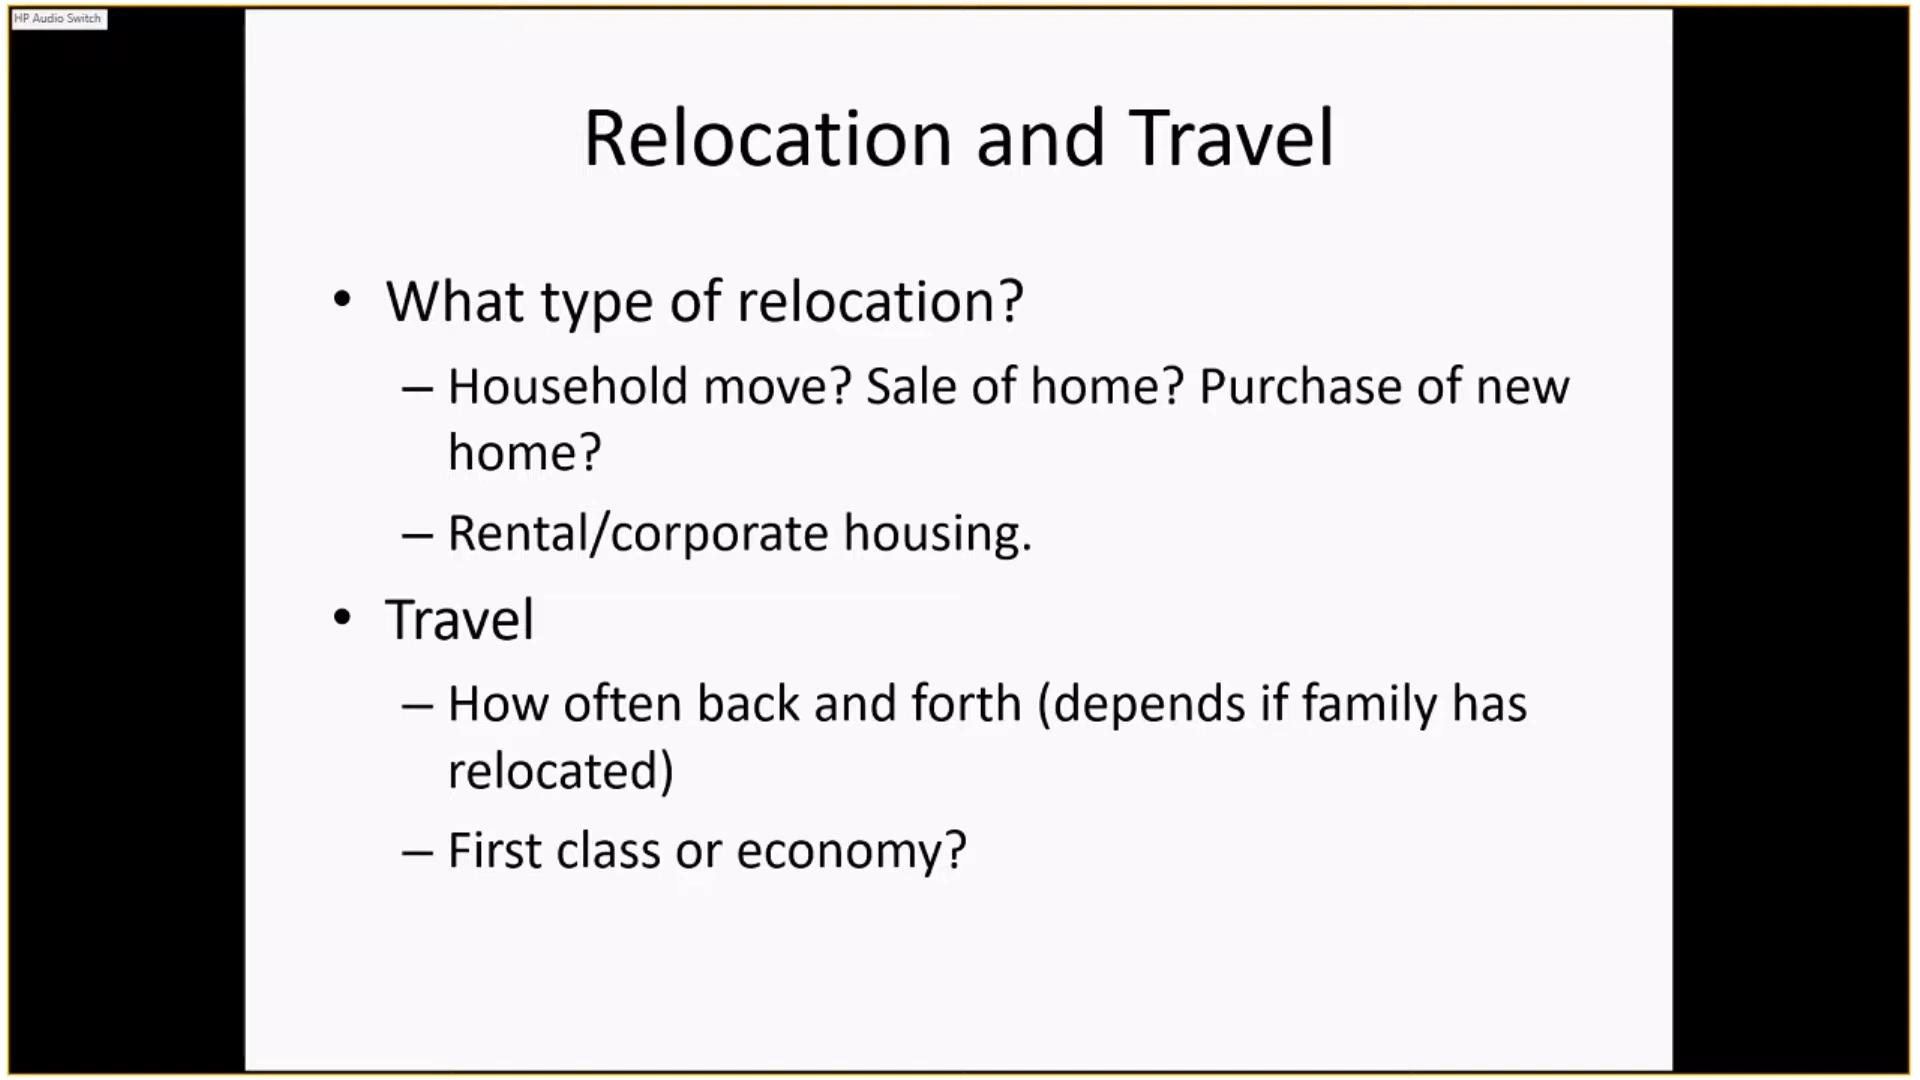 HP Audio Switch
Relocation and Travel
• What type of relocation?
– Household move? Sale of home? Purchase of new
home?
– Rental/corporate housing.
• Travel
– How often back and forth (depends if family has
relocated)
– First class or economy?